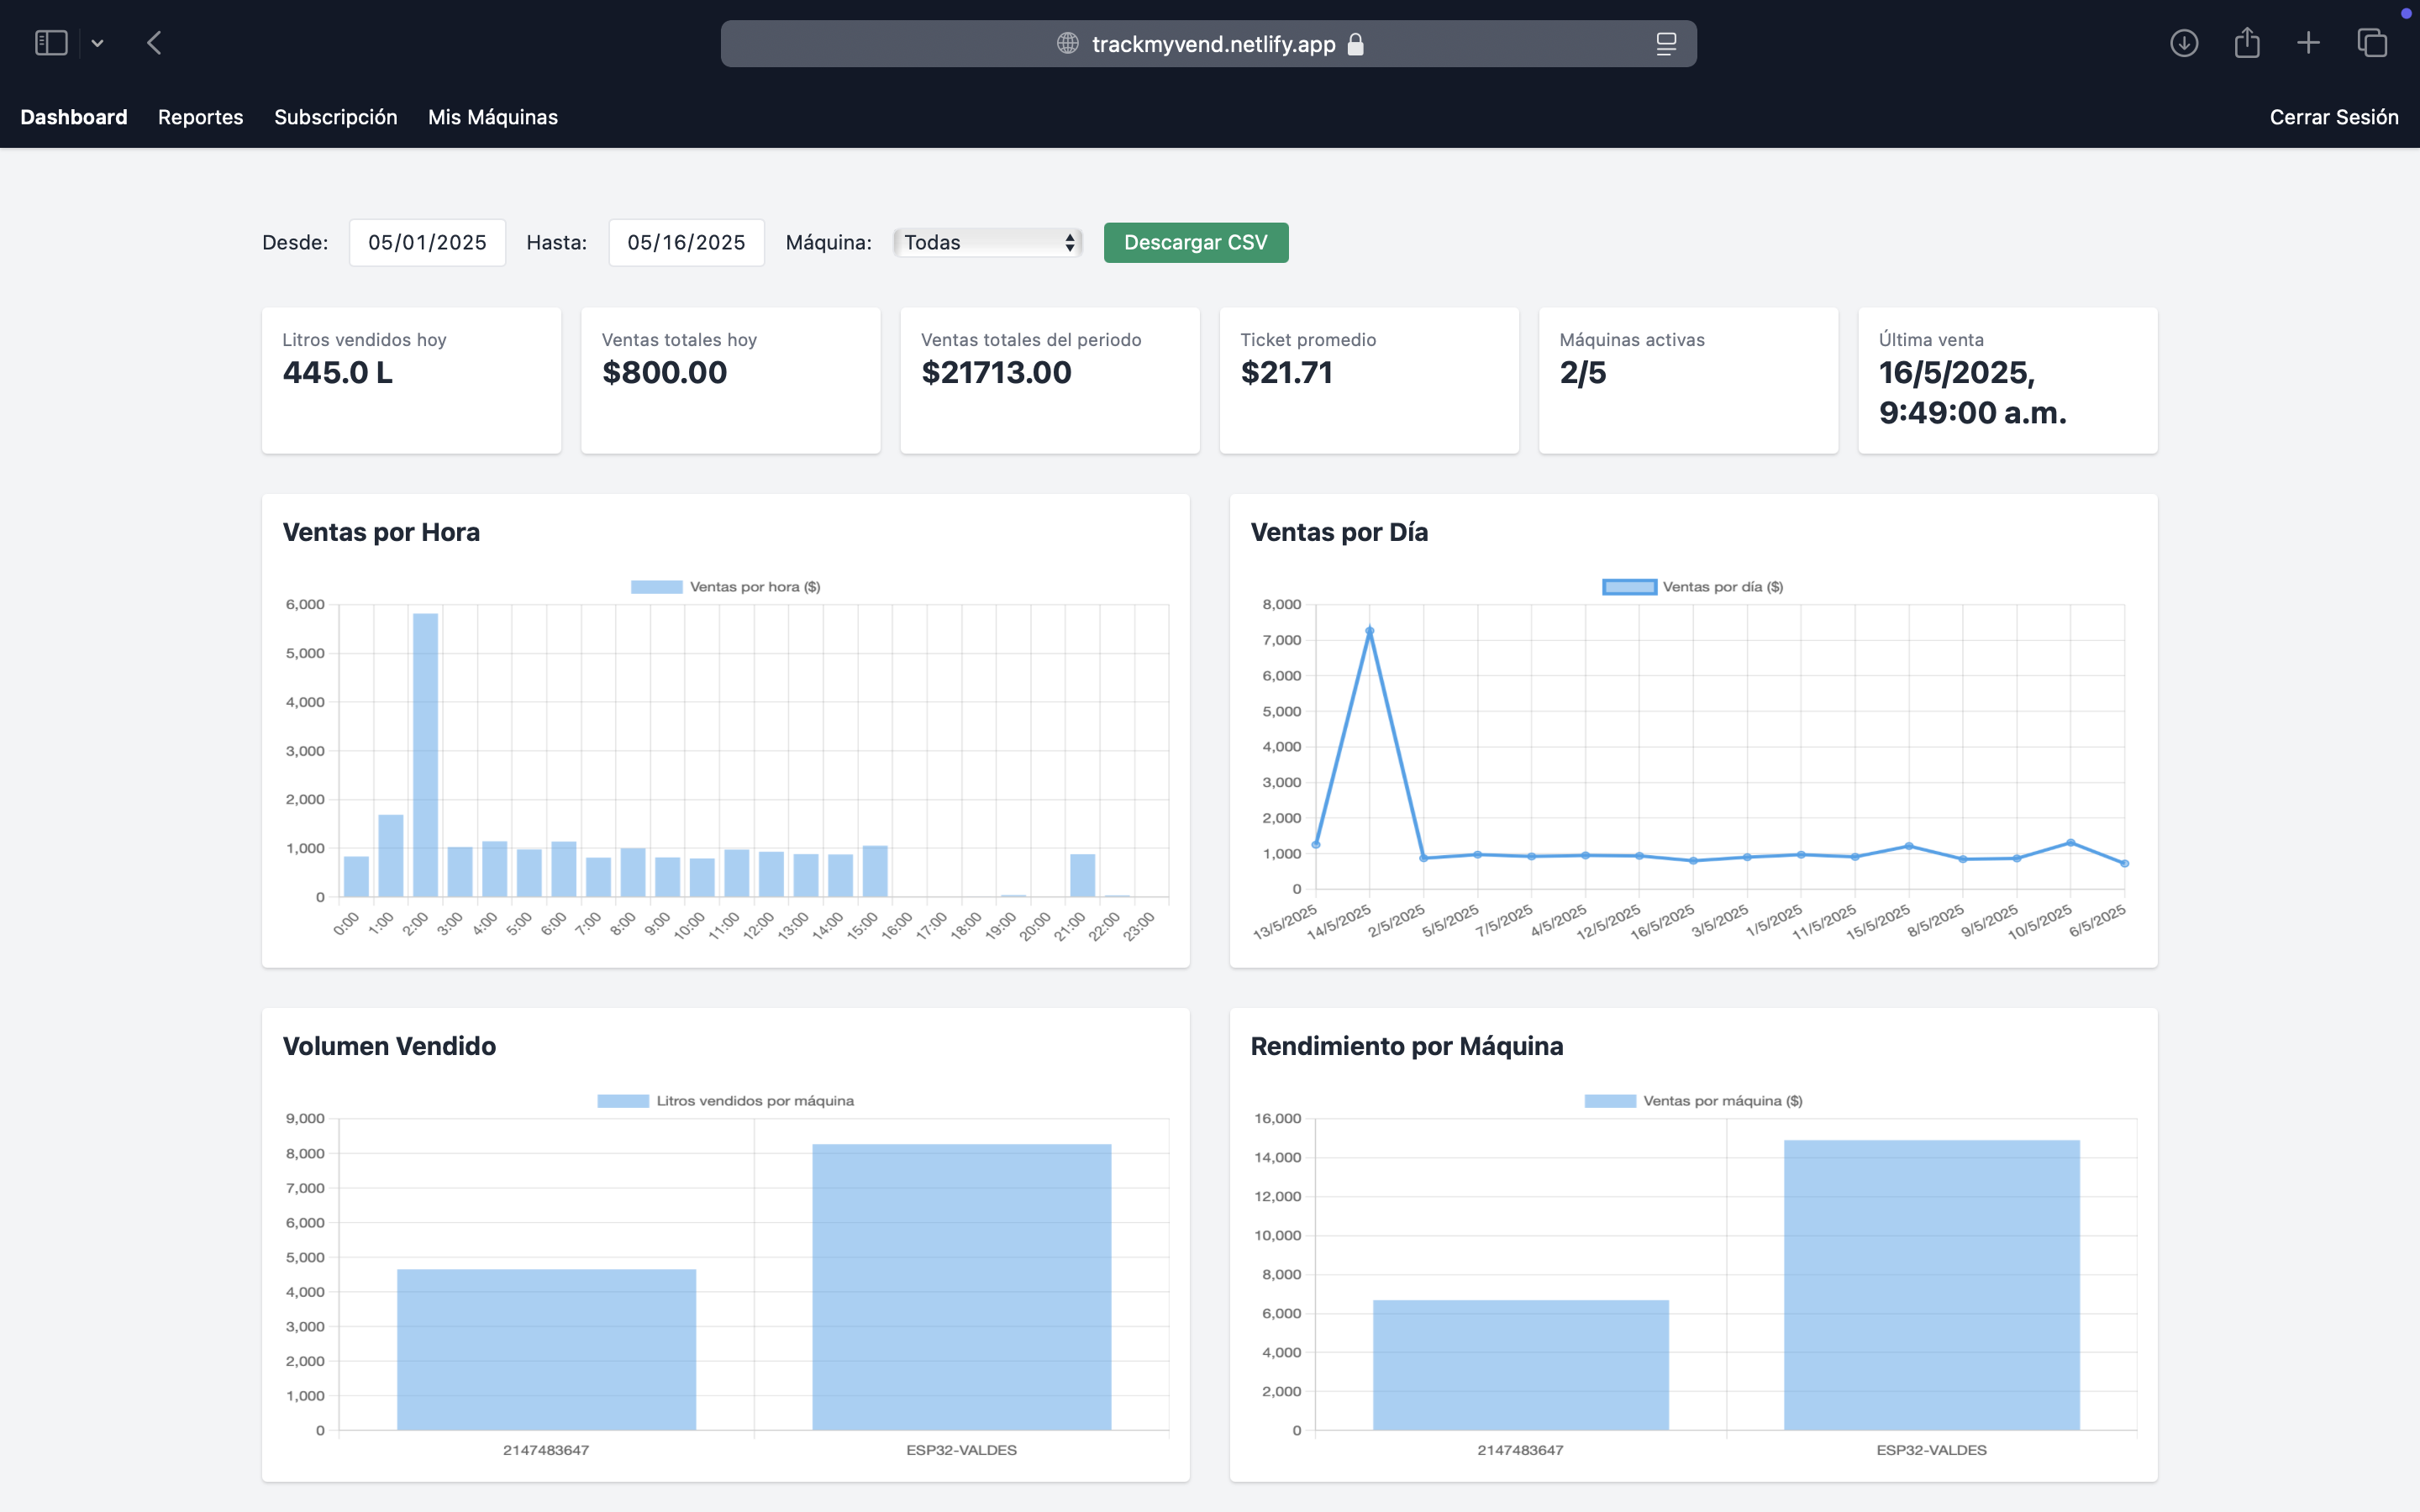 trackmyvend.netlify.app
Dashboard Reportes Subscripción Mis Máquinas Cerrar Sesión
Desde: 05/01/2025 Hasta: 05/16/2025 Máquina: Todas Descargar CSV
Litros vendidos hoy
445.0 L
Ventas totales hoy
$800.00
Ventas totales del periodo
$21713.00
Ticket promedio
$21.71
Máquinas activas
2/5
Última venta
16/5/2025,
9:49:00 a.m.
Ventas por Hora
Ventas por hora ($)
6,000
5,000
4,000
3,000
2,000
1,000
0
0:00 1:00 2:00 3:00 4:00 5:00 6:00 7:00 8:00 9:00 10:00 11:00 12:00 13:00 14:00 15:00 16:00 17:00 18:00 19:00 20:00 21:00 22:00 23:00
Ventas por Día
Ventas por día ($)
8,000
7,000
6,000
5,000
4,000
3,000
2,000
1,000
0
13/5/2025 14/5/2025 2/5/2025 5/5/2025 7/5/2025 4/5/2025 12/5/2025 16/5/2025 3/5/2025 1/5/2025 11/5/2025 15/5/2025 8/5/2025 9/5/2025 10/5/2025 6/5/2025
Volumen Vendido
Litros vendidos por máquina
9,000
8,000
7,000
6,000
5,000
4,000
3,000
2,000
1,000
0
2147483647 ESP32-VALDES
Rendimiento por Máquina
Ventas por máquina ($)
16,000
14,000
12,000
10,000
8,000
6,000
4,000
2,000
0
2147483647 ESP32-VALDES